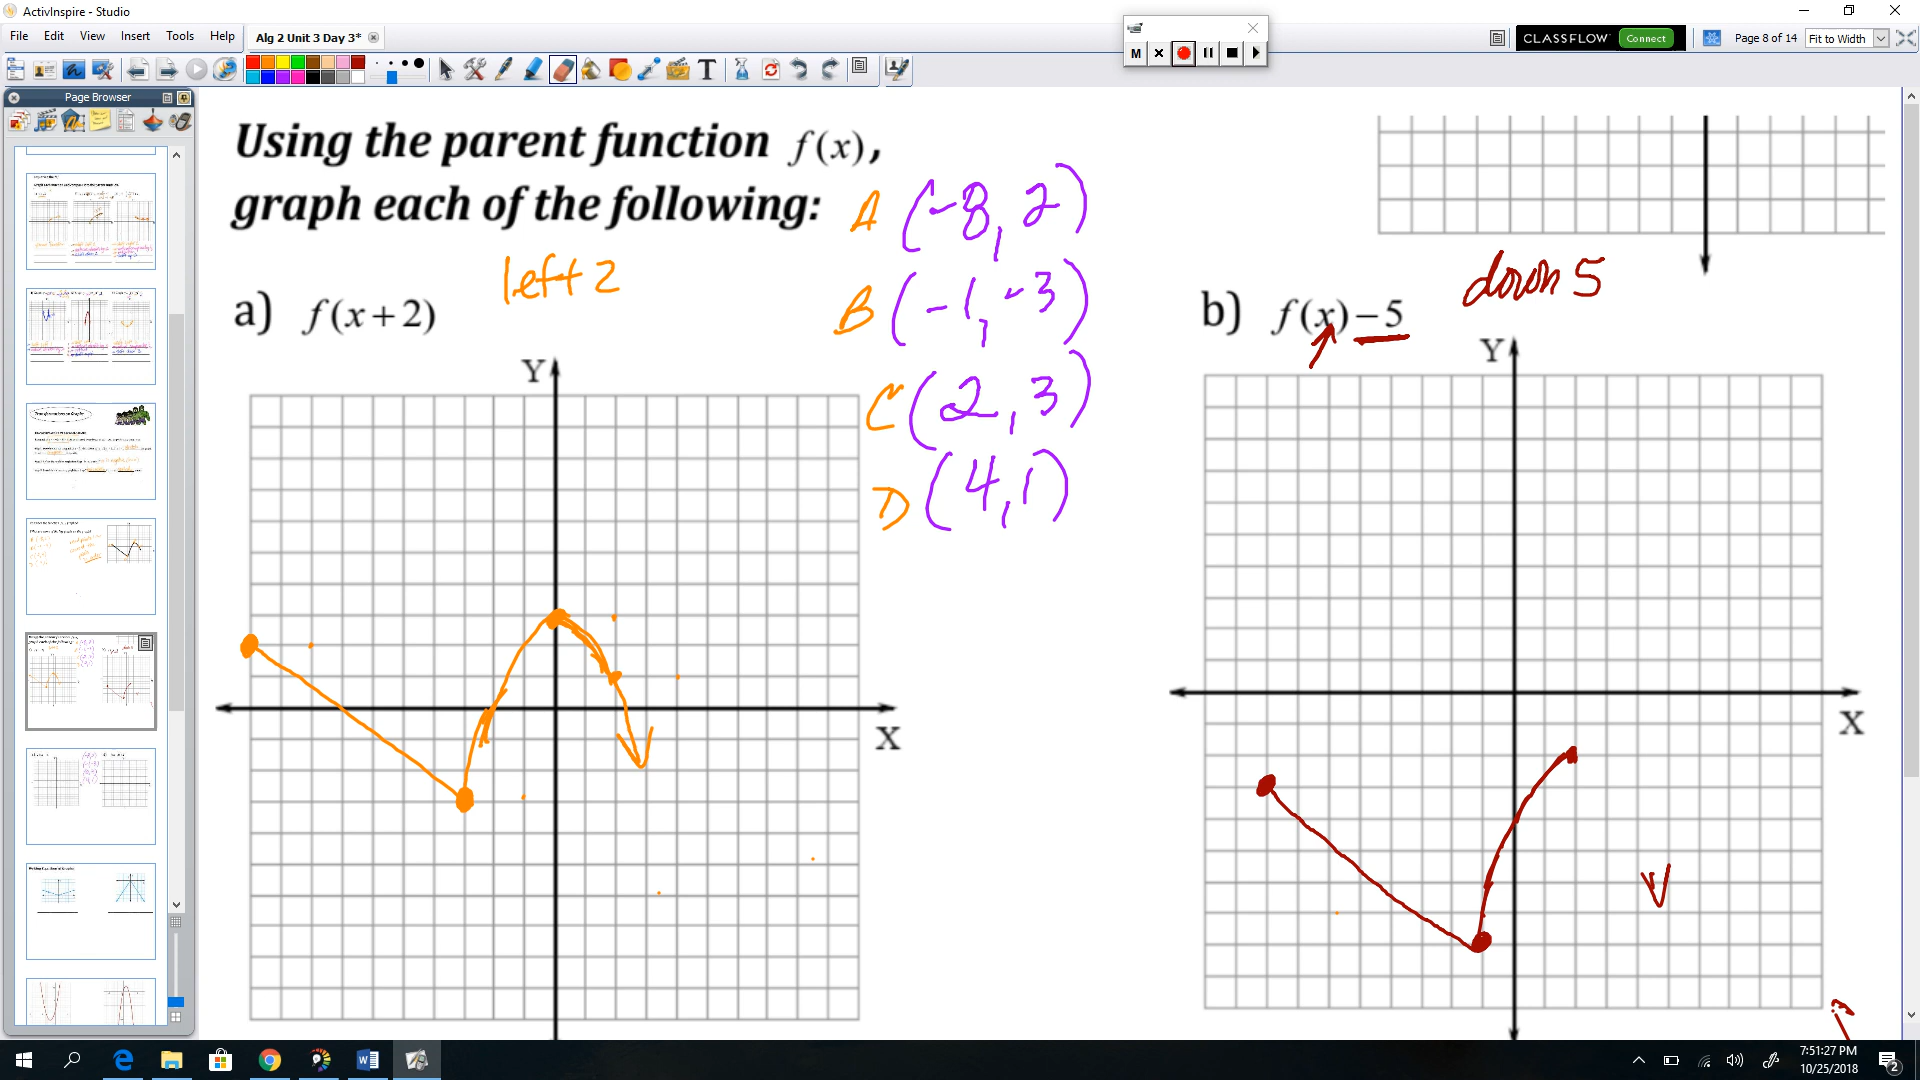 ActivInspire - Studio
File Edit View Insert Tools Help
Alg 2 Unit 3 Day 3*
M
CLASSFLOW Connect
Page 8 of 14
Fit to Width
Page Browser
Using the parent function f(x),
graph each of the following:
A (-8, 2)
B (-1, -3)
C (2, 3)
D (4, 1)
left 2
a) f(x+2)
Y
X
down 5
b) f(x)-5
Y
X
T
7:51:27 PM
10/25/2018
2